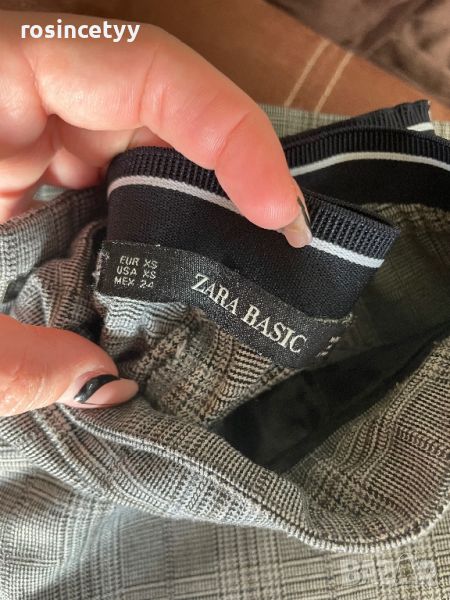 rosincetyy
EUR XS
USA XS
MEX 24
ZARA BASIC